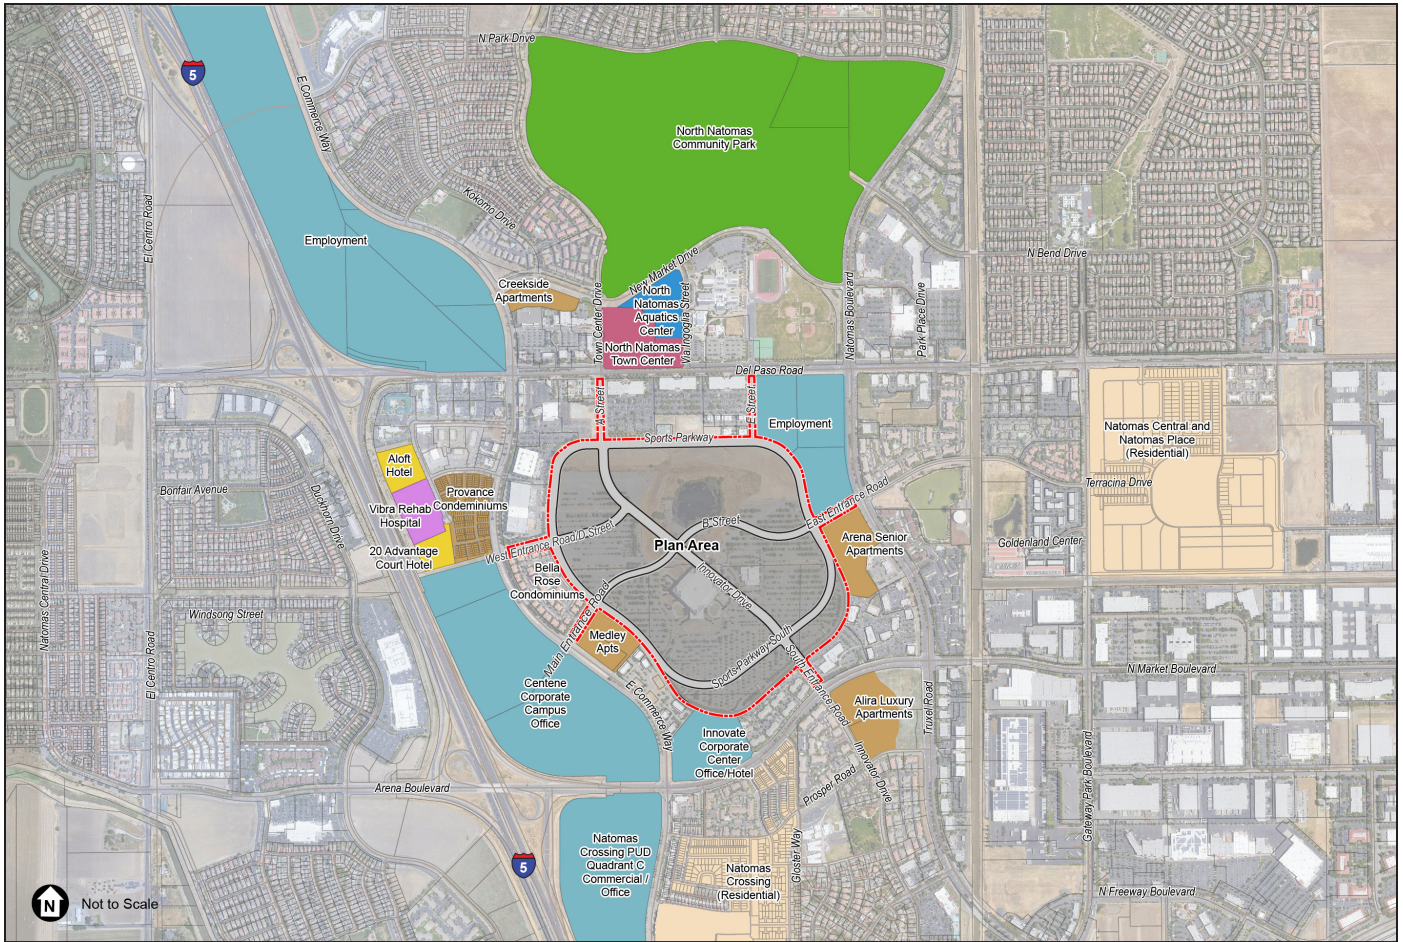 N Park Drive
5
E Commerce Way
North Natomas
Community Park
El Centro Road
Kokomo Drive
Employment
N Bend Drive
New Market Drive
Creekside
Apartments
Town Center Drive
North
Natomas
Aquatics
Center
Natomas Boulevard
Park Place Drive
North Natomas
Town Center
Del Paso Road
A Street
E Street
Employment
Sports Parkway
Natomas Central and
Natomas Place
(Residential)
Aloft
Hotel
Terracina Drive
Bonfair Avenue
Duckhorn Drive
Provance
Condeminiums
East Entrance Road
Vibra Rehab
Hospital
B Street
West Entrance Road/D Street
Plan Area
Arena Senior
Apartments
Goldenland Center
20 Advantage
Court Hotel
Bella
Rose
Condominiums
Innovator Drive
Natomas Central Drive
Windsong Street
Main Entrance Road
Medley
Apts
Sports Parkway South
El Centro Road
South Entrance Road
N Market Boulevard
Centene
Corporate
Campus
Office
E Commerce Way
Alira Luxury
Apartments
Truxel Road
Innovate
Corporate
Center
Office/Hotel
Innovator Drive
Prosper Road
Gateway Park Boulevard
Arena Boulevard
Natomas
Crossing PUD
Quadrant C
Commercial /
Office
5
Gloster Way
Natomas
Crossing
(Residential)
N Freeway Boulevard
N
Not to Scale